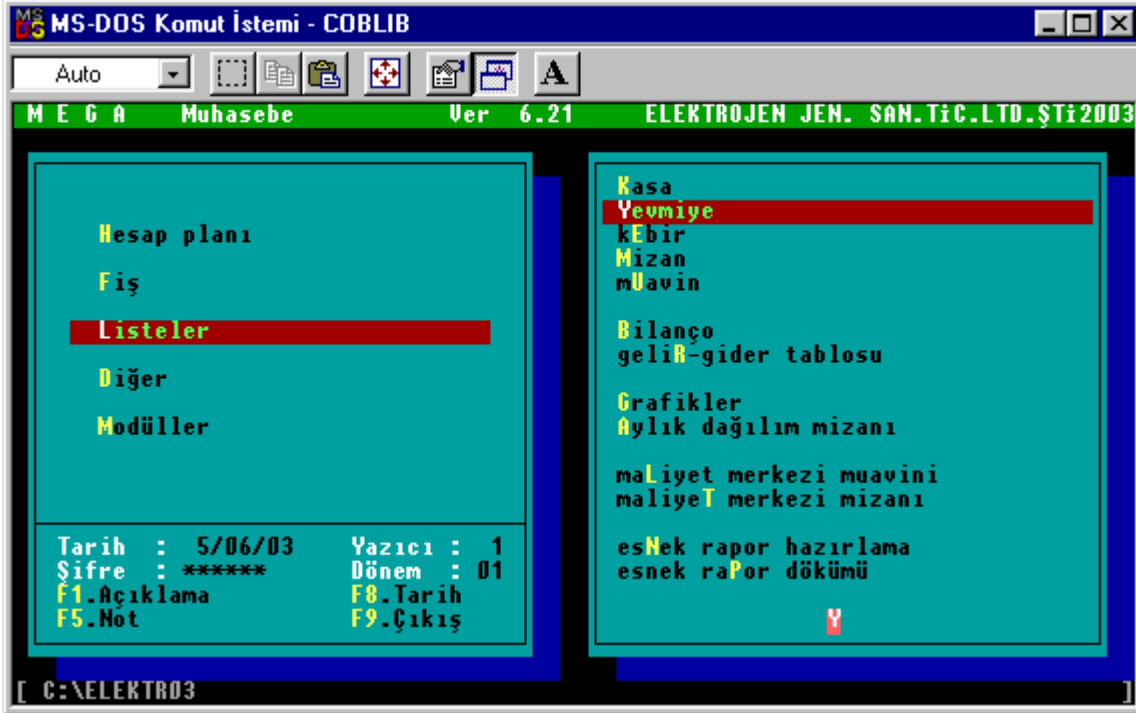 MS-DOS Komut İstemi - COBLIB
Auto
A
M E G A Muhasebe Ver 6.21 ELEKTROJEN JEN. SAN.TiC.LTD.ŞTi2003
Hesap planı
Fiş
Listeler
Diğer
Modüller
Tarih : 5/06/03 Yazıcı : 1
Şifre : ****** Dönem : 01
F1.Açıklama F8.Tarih
F5.Not F9.Çıkış
Kasa
Yevmiye
kEbir
Mizan
mUavin
Bilanço
geliR-gider tablosu
Grafikler
Aylık dağılım mizanı
maLiyet merkezi muavini
maliyeT merkezi mizanı
esNek rapor hazırlama
esnek raPor dökümü
Y
[ C:\ELEKTR03 ]